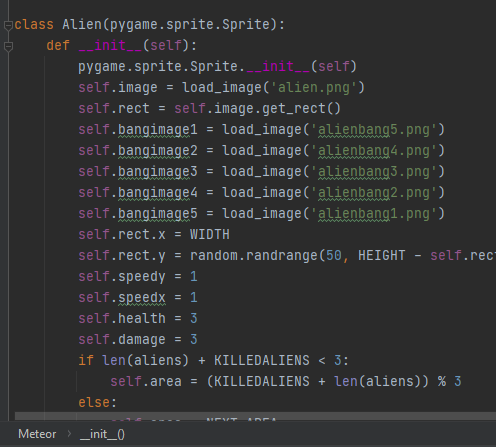 class Alien(pygame.sprite.Sprite):
    def __init__(self):
        pygame.sprite.Sprite.__init__(self)
        self.image = load_image('alien.png')
        self.rect = self.image.get_rect()
        self.bangimage1 = load_image('alienbang5.png')
        self.bangimage2 = load_image('alienbang4.png')
        self.bangimage3 = load_image('alienbang3.png')
        self.bangimage4 = load_image('alienbang2.png')
        self.bangimage5 = load_image('alienbang1.png')
        self.rect.x = WIDTH
        self.rect.y = random.randrange(50, HEIGHT - self.rect
        self.speedy = 1
        self.speedx = 1
        self.health = 3
        self.damage = 3
        if len(aliens) + KILLEDALIENS < 3:
            self.area = (KILLEDALIENS + len(aliens)) % 3
        else:
Meteor › __init__()